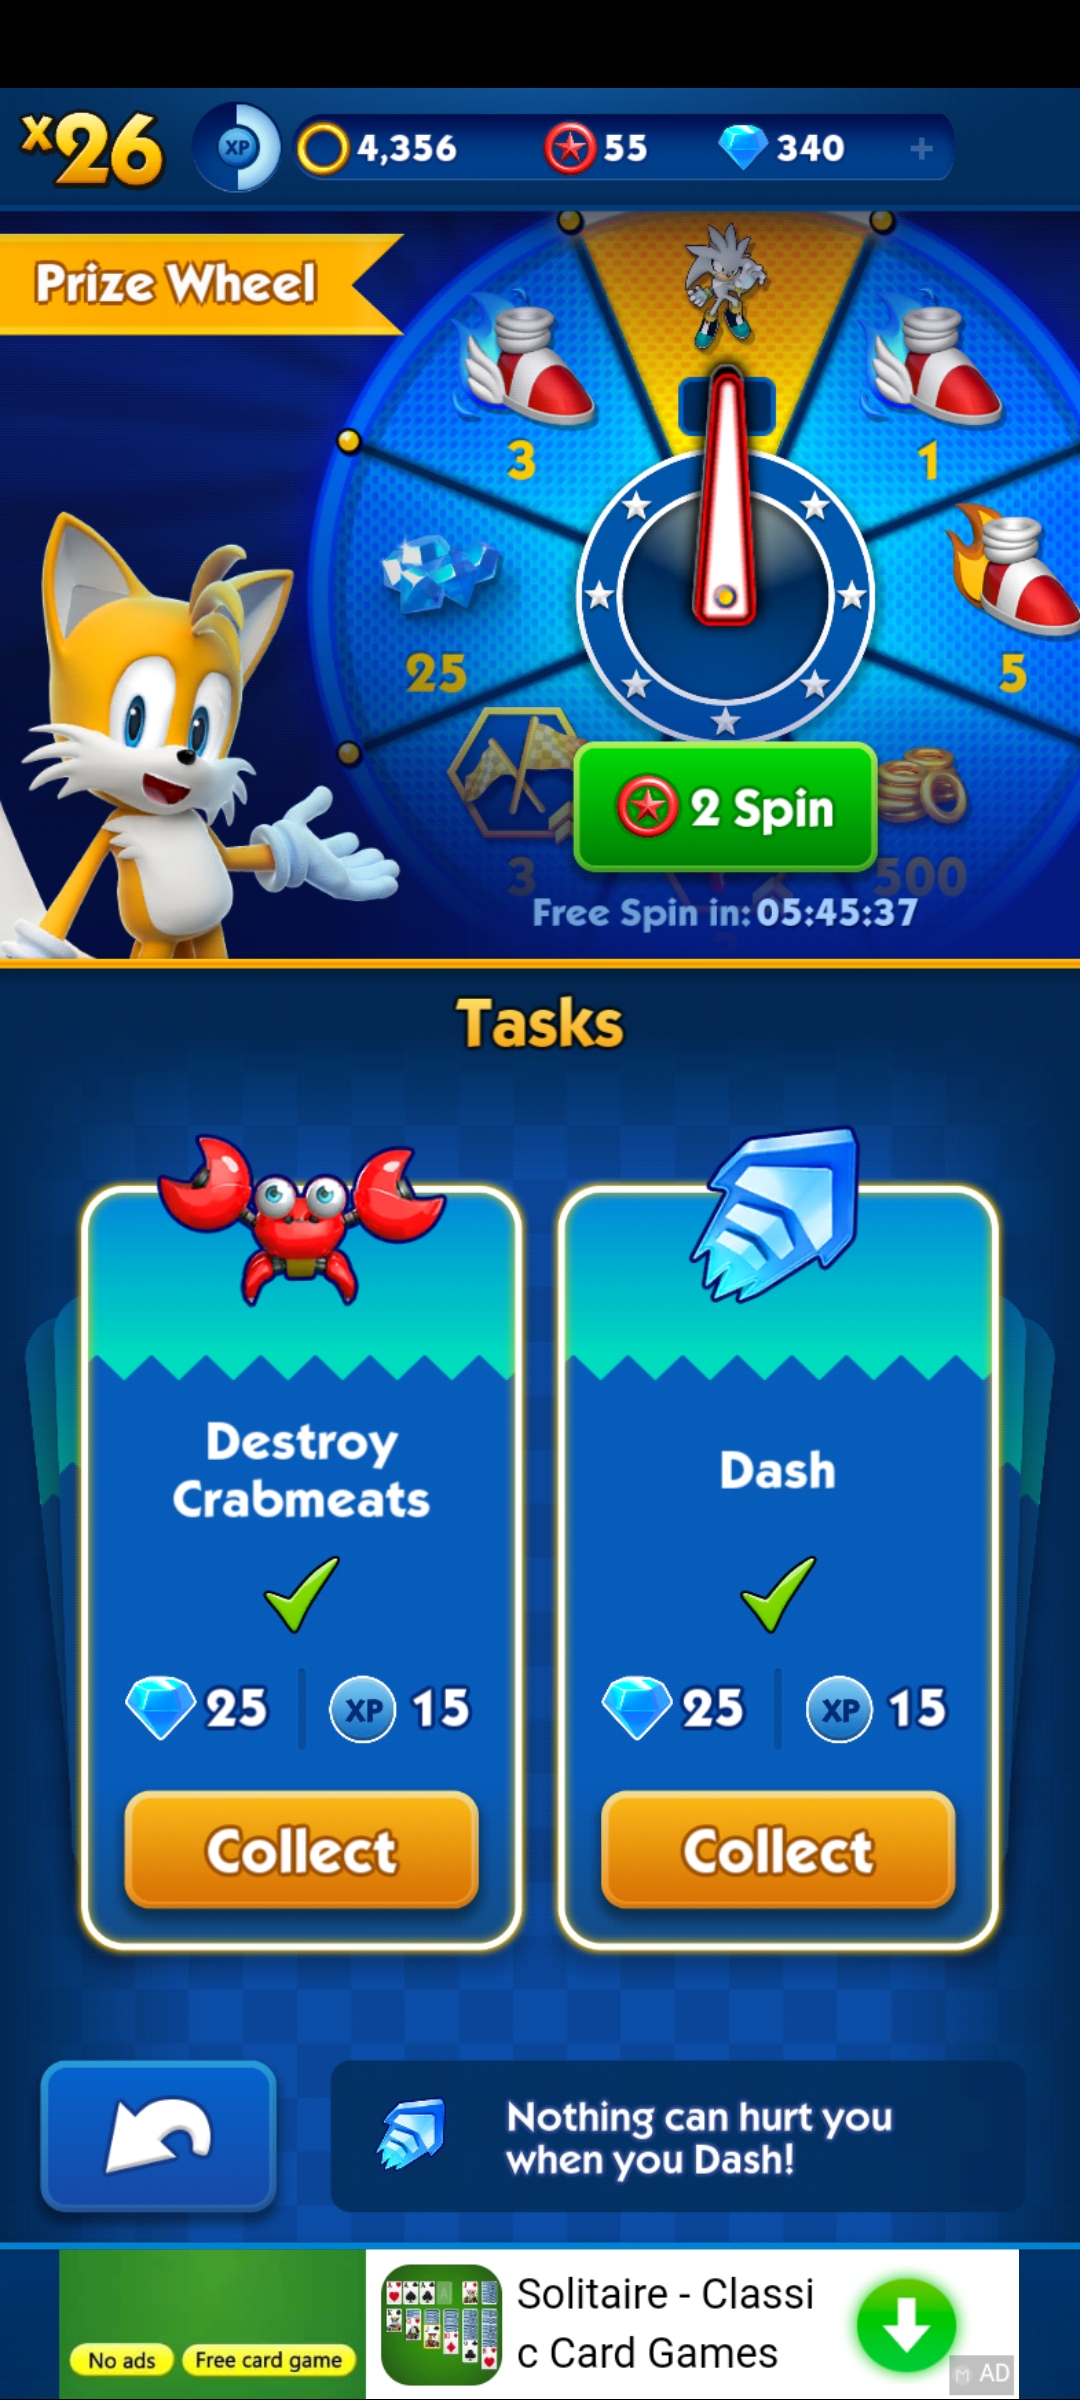 x26
XP
4,356
55
340
Prize Wheel
3
1
25
5
2 Spin
3
500
Free Spin in: 05:45:37
Tasks
Destroy
Crabmeats
Dash
25
XP
15
25
XP
15
Collect
Collect
Nothing can hurt you
when you Dash!
Solitaire - Classi
c Card Games
No ads
Free card game
AD